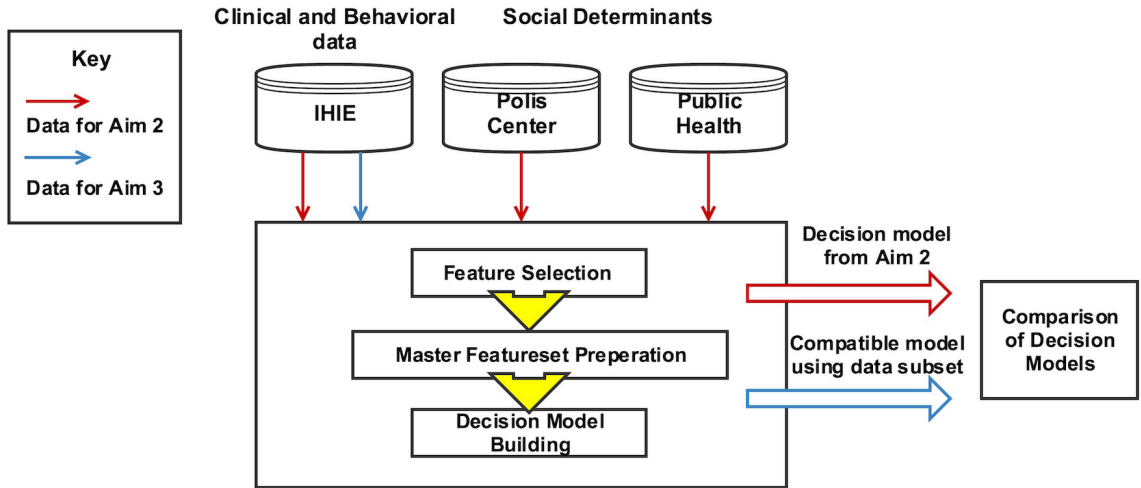 Clinical and Behavioral
data
Social Determinants
Key
Data for Aim 2
Data for Aim 3
IHIE
Polis
Center
Public
Health
Feature Selection
Master Featureset Preperation
Decision Model
Building
Decision model
from Aim 2
Compatible model
using data subset
Comparison
of Decision
Models